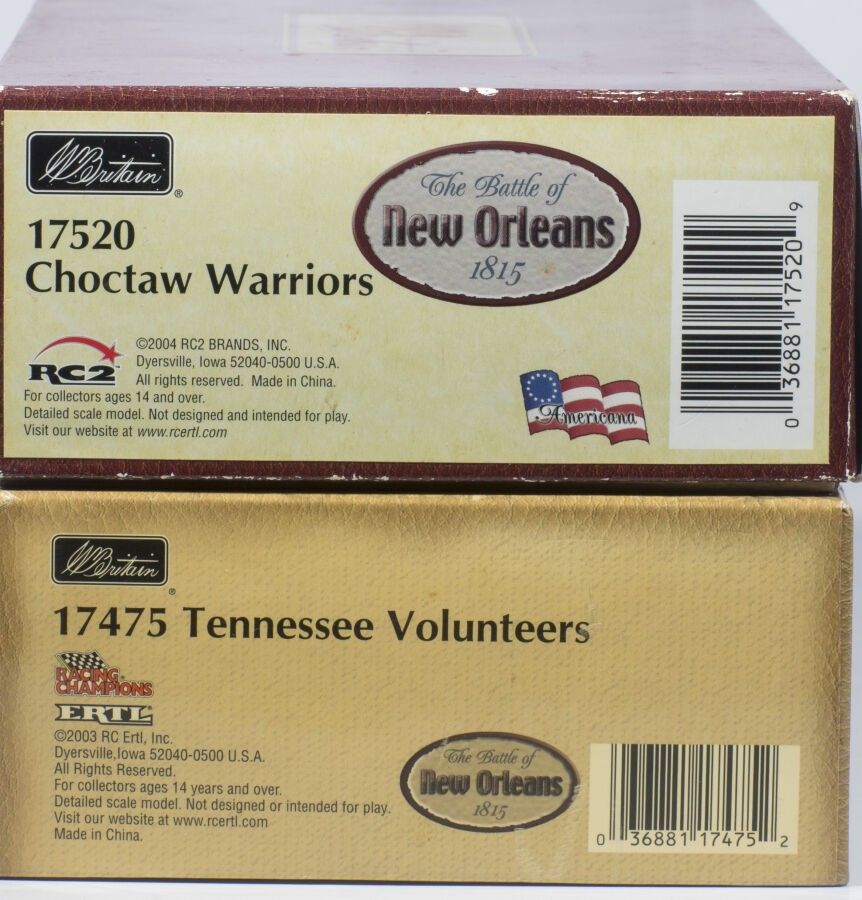 W. Britain ®
17520
Choctaw Warriors
The Battle of
New Orleans
1815
RC2
©2004 RC2 BRANDS, INC.
Dyersville, Iowa 52040-0500 U.S.A.
All rights reserved. Made in China.
For collectors ages 14 and over.
Detailed scale model. Not designed and intended for play.
Visit our website at www.rcertl.com
Americana
0 36881 17520 9
W. Britain ®
17475 Tennessee Volunteers
RACING
CHAMPIONS
ERTL
©2003 RC Ertl, Inc.
Dyersville,Iowa 52040-0500 U.S.A.
All Rights Reserved.
For collectors ages 14 years and over.
Detailed scale model. Not designed or intended for play.
Visit our website at www.rcertl.com
Made in China.
The Battle of
New Orleans
1815
0 36881 17475 2